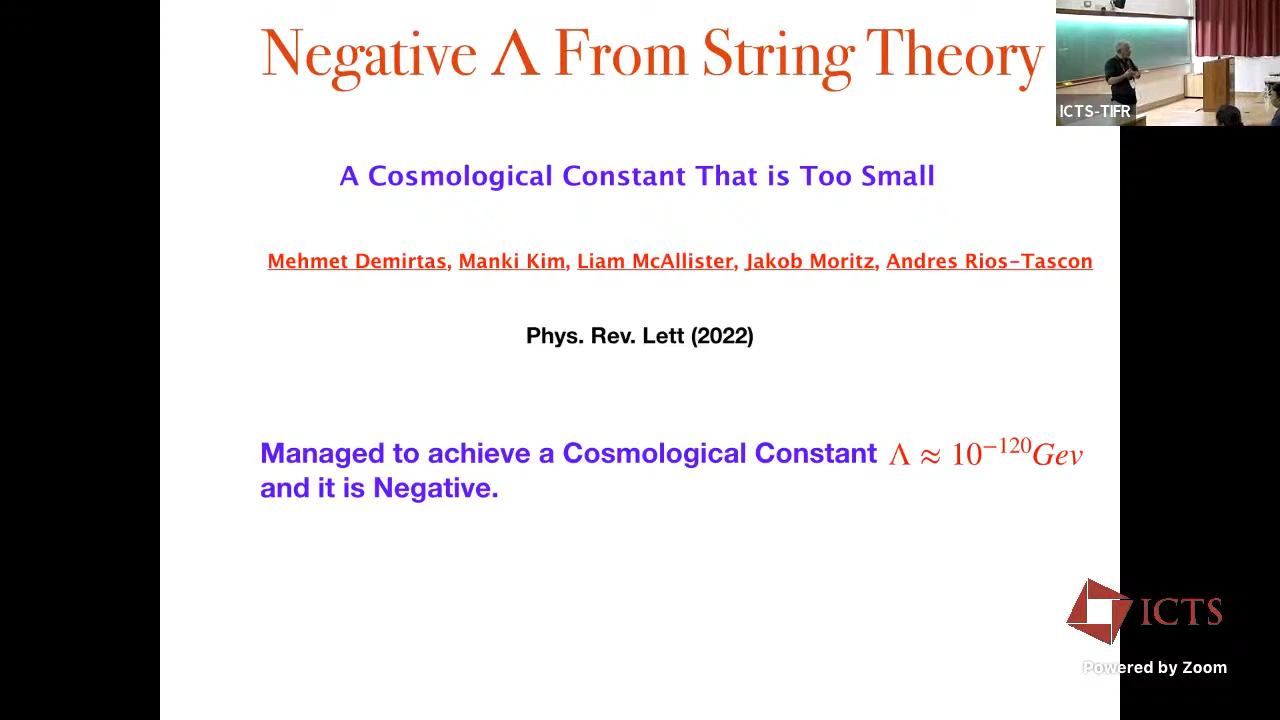 Negative Λ From String Theory
ICTS-TIFR
A Cosmological Constant That is Too Small
Mehmet Demirtas, Manki Kim, Liam McAllister, Jakob Moritz, Andres Rios-Tascon
Phys. Rev. Lett (2022)
Managed to achieve a Cosmological Constant Λ ≈ 10⁻¹²⁰Gev
and it is Negative.
ICTS
Powered by Zoom